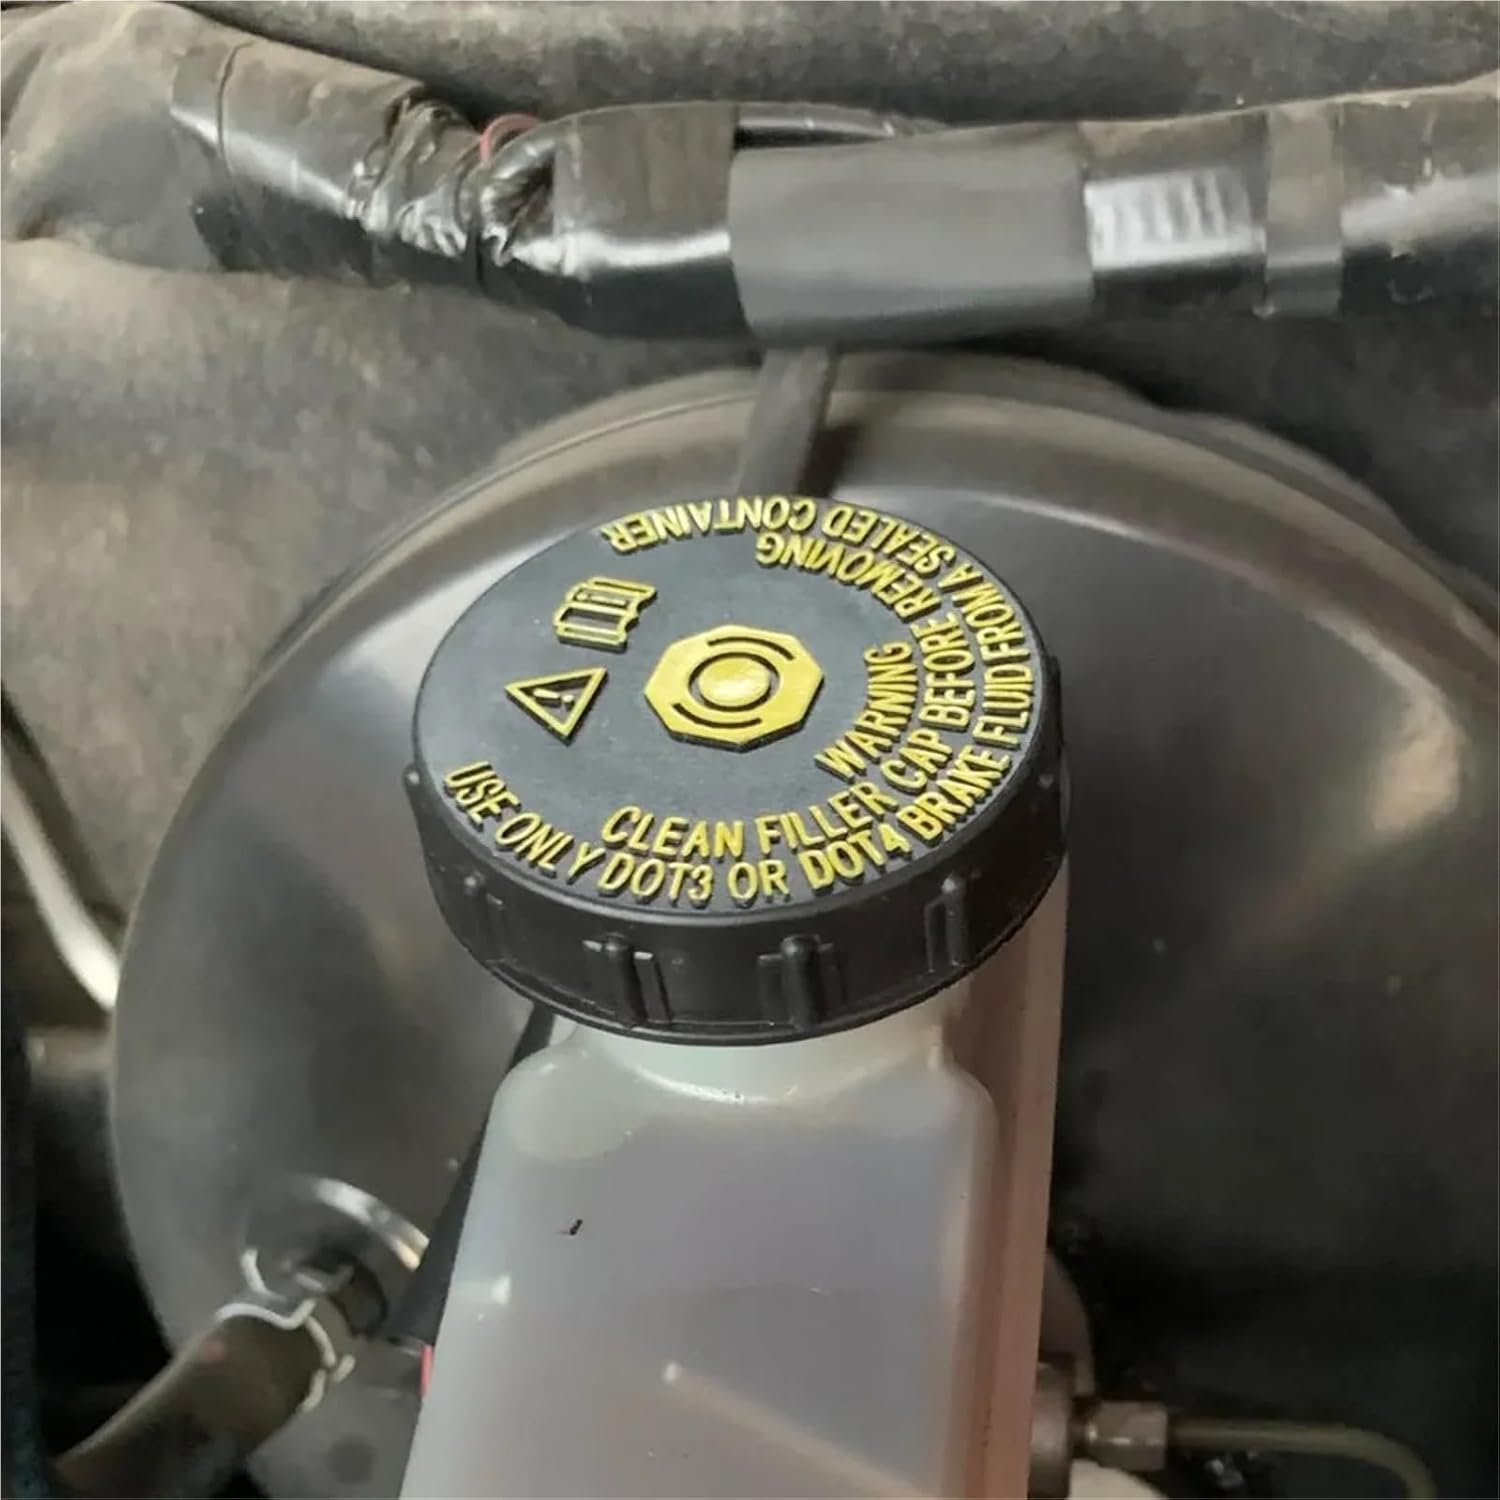 WARNING
CLEAN FILLER CAP BEFORE REMOVING
USE ONLY DOT3 OR DOT4 BRAKE FLUID FROM A SEALED CONTAINER